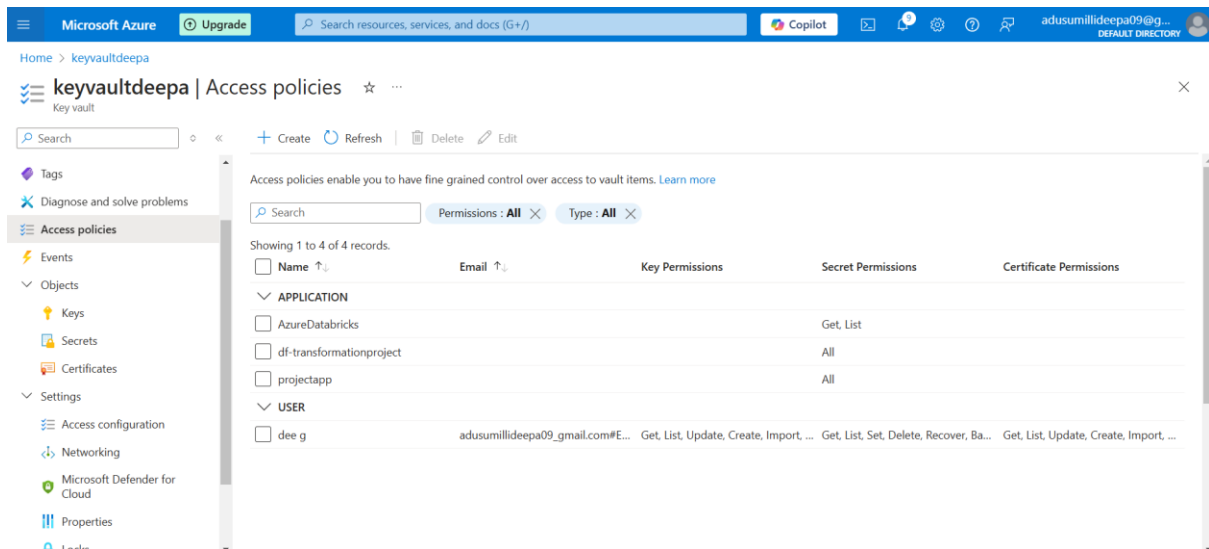 Microsoft Azure Upgrade Search resources, services, and docs (G+/) Copilot 9 adusumillideepa09@g...
DEFAULT DIRECTORY
Home > keyvaultdeepa
keyvaultdeepa | Access policies ...
Key vault
Search
Create Refresh Delete Edit
Tags
Diagnose and solve problems
Access policies
Events
Objects
Keys
Secrets
Certificates
Settings
Access configuration
Networking
Microsoft Defender for
Cloud
Properties
Locks
Access policies enable you to have fine grained control over access to vault items. Learn more
Search Permissions : All Type : All
Showing 1 to 4 of 4 records.
Name Email Key Permissions Secret Permissions Certificate Permissions
APPLICATION
AzureDatabricks Get, List
df-transformationproject All
projectapp All
USER
dee g adusumillideepa09_gmail.com#E... Get, List, Update, Create, Import, ... Get, List, Set, Delete, Recover, Ba... Get, List, Update, Create, Import, ...